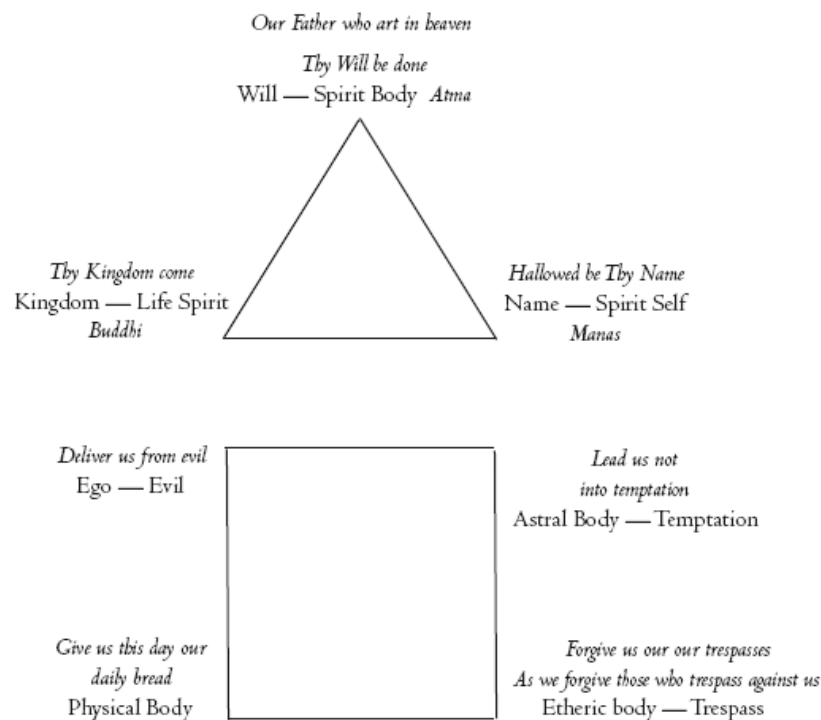 Our Father who art in heaven
Thy Will be done
Will — Spirit Body Atma
Thy Kingdom come
Kingdom — Life Spirit
Buddhi
Hallowed be Thy Name
Name — Spirit Self
Manas
Deliver us from evil
Ego — Evil
Lead us not
into temptation
Astral Body — Temptation
Give us this day our
daily bread
Physical Body
Forgive us our our trespasses
As we forgive those who trespass against us
Etheric body — Trespass